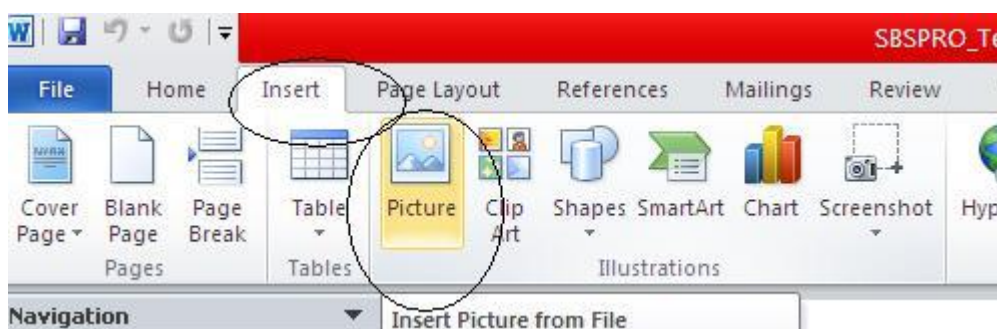 W
SBSPRO_Te
File Home Insert Page Layout References Mailings Review
Cover Page Blank Page Page Break Table Picture Clip Art Shapes SmartArt Chart Screenshot Hyp
Pages Tables Illustrations
Navigation
Insert Picture from File